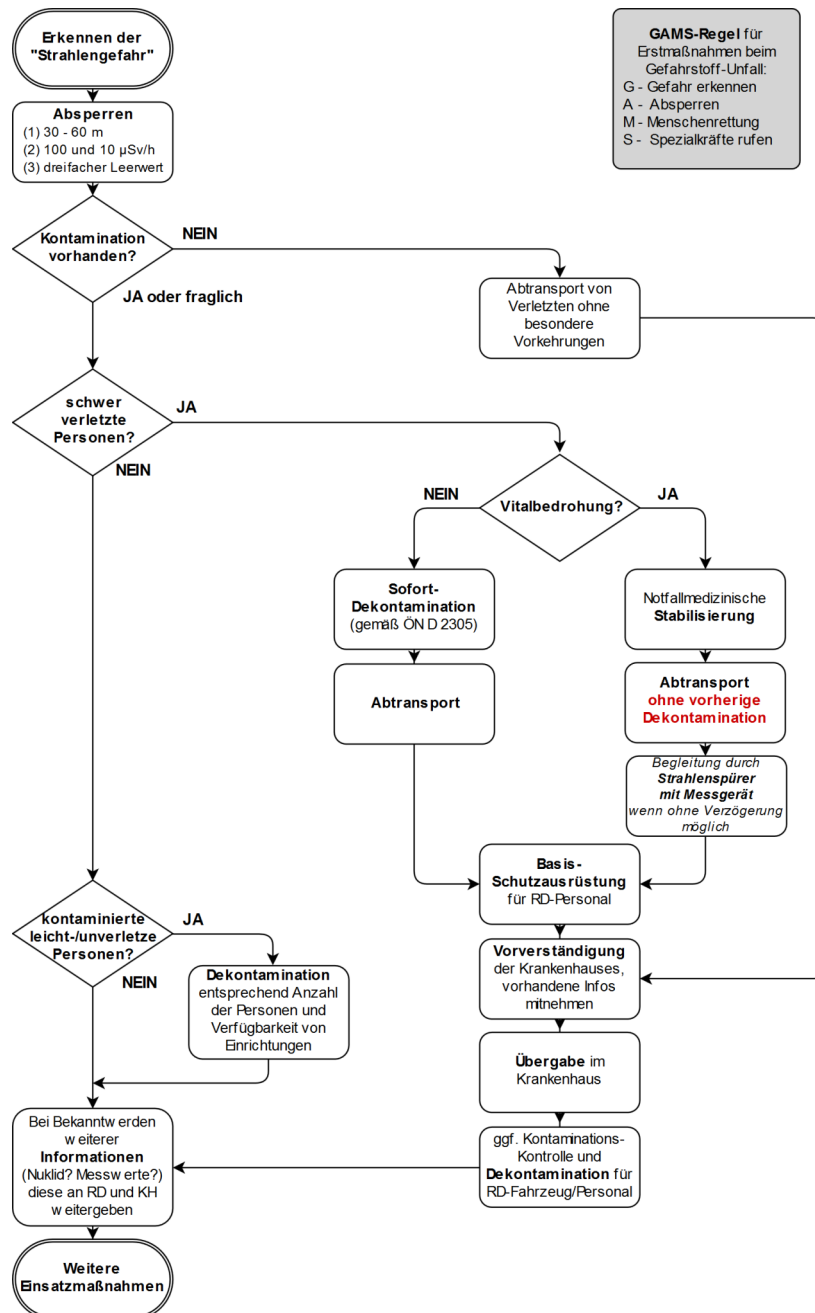 Erkennen der
"Strahlengefahr"
GAMS-Regel für
Erstmaßnahmen beim
Gefahrstoff-Unfall:
G - Gefahr erkennen
A - Absperren
M - Menschenrettung
S - Spezialkräfte rufen
Absperren
(1) 30 - 60 m
(2) 100 und 10 µSv/h
(3) dreifacher Leerwert
Kontamination
vorhanden?
NEIN
JA oder fraglich
Abtransport von
Verletzten ohne
besondere
Vorkehrungen
schwer
verletzte
Personen?
JA
NEIN
Vitalbedrohung?
NEIN
JA
Sofort-
Dekontamination
(gemäß ÖN D 2305)
Notfallmedizinische
Stabilisierung
Abtransport
Abtransport
ohne vorherige
Dekontamination
Begleitung durch
Strahlenspürer
mit Messgerät
wenn ohne Verzögerung
möglich
Basis-
Schutzausrüstung
für RD-Personal
kontaminierte
leicht-/unverletze
Personen?
JA
NEIN
Dekontamination
entsprechend Anzahl
der Personen und
Verfügbarkeit von
Einrichtungen
Vorverständigung
der Krankenhauses,
vorhandene Infos
mitnehmen
Übergabe im
Krankenhaus
ggf. Kontaminations-
Kontrolle und
Dekontamination für
RD-Fahrzeug/Personal
Bei Bekanntwerden
weiterer
Informationen
(Nuklid? Messwerte?)
diese an RD und KH
weitergeben
Weitere
Einsatzmaßnahmen